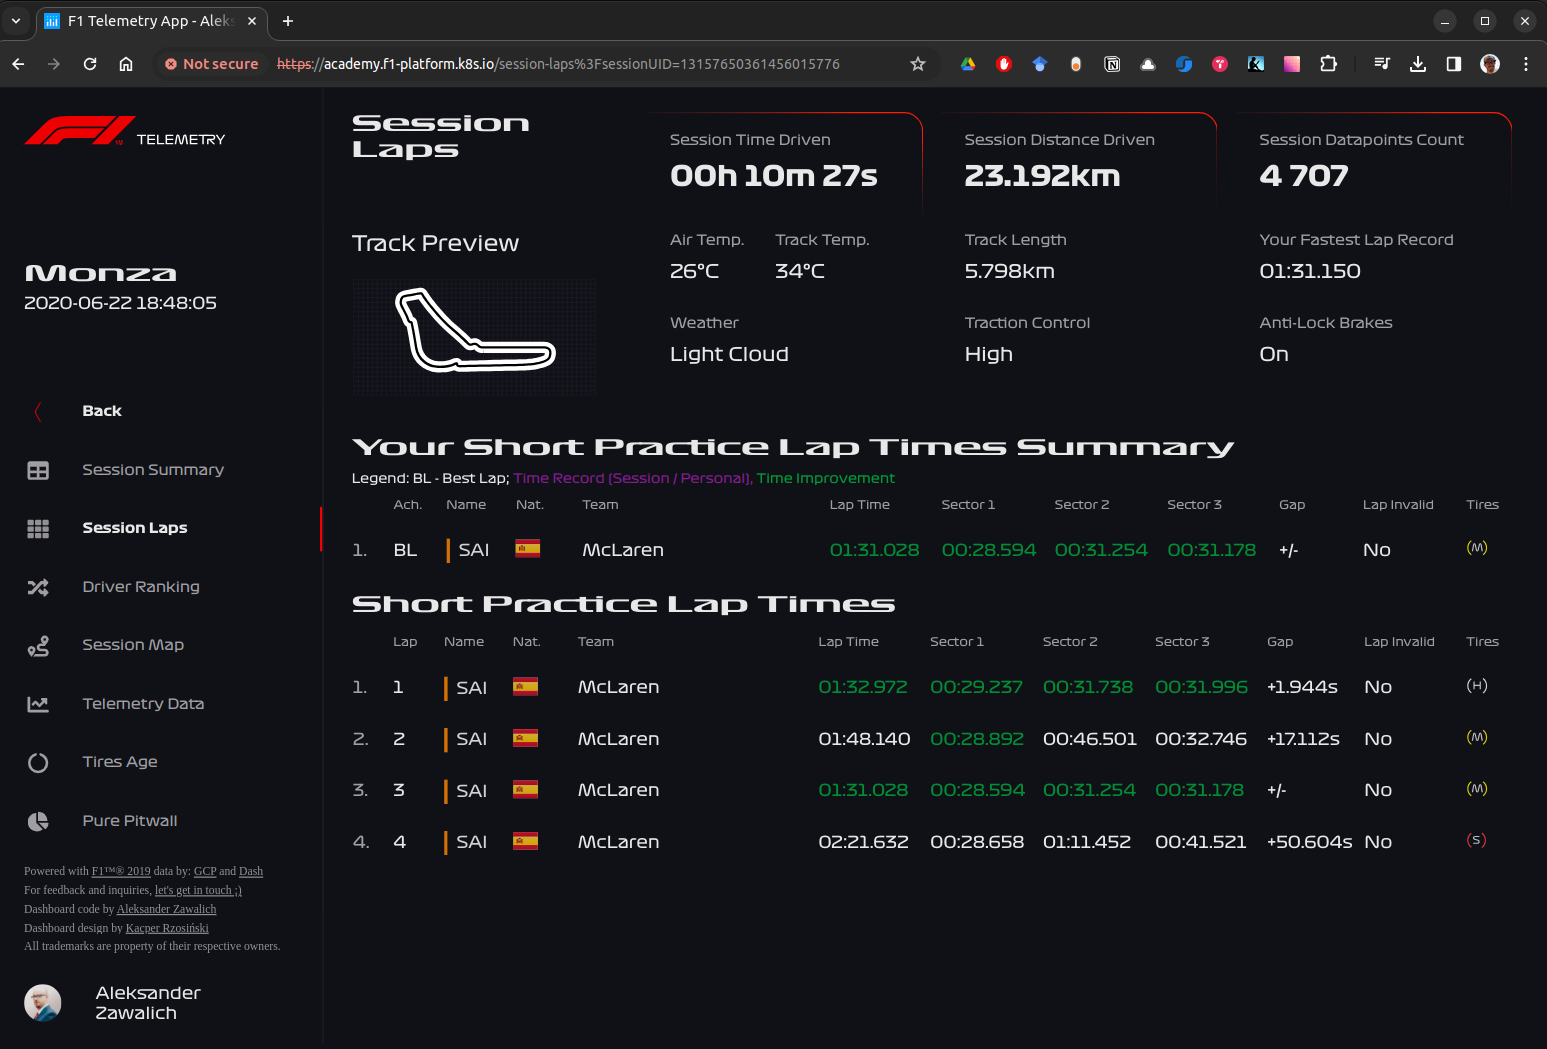 F1 Telemetry App - Aleks
Not secure https://academy.f1-platform.k8s.io/session-laps%3FsessionUID=13157650361456015776
F1 TELEMETRY
Monza
2020-06-22 18:48:05
Back
Session Summary
Session Laps
Driver Ranking
Session Map
Telemetry Data
Tires Age
Pure Pitwall
Powered with F1™® 2019 data by: GCP and Dash
For feedback and inquiries, let's get in touch ;)
Dashboard code by Aleksander Zawalich
Dashboard design by Kacper Rzosiński
All trademarks are property of their respective owners.
Aleksander
Zawalich
Session
Laps
Session Time Driven
00h 10m 27s
Session Distance Driven
23.192km
Session Datapoints Count
4 707
Track Preview
Air Temp. Track Temp. Track Length Your Fastest Lap Record
26°C 34°C 5.798km 01:31.150
Weather Traction Control Anti-Lock Brakes
Light Cloud High On
Your Short Practice Lap Times Summary
Legend: BL - Best Lap; Time Record (Session / Personal), Time Improvement
Ach. Name Nat. Team Lap Time Sector 1 Sector 2 Sector 3 Gap Lap Invalid Tires
1. BL SAI McLaren 01:31.028 00:28.594 00:31.254 00:31.178 +/- No (M)
Short Practice Lap Times
Lap Name Nat. Team Lap Time Sector 1 Sector 2 Sector 3 Gap Lap Invalid Tires
1. 1 SAI McLaren 01:32.972 00:29.237 00:31.738 00:31.996 +1.944s No (H)
2. 2 SAI McLaren 01:48.140 00:28.892 00:46.501 00:32.746 +17.112s No (M)
3. 3 SAI McLaren 01:31.028 00:28.594 00:31.254 00:31.178 +/- No (M)
4. 4 SAI McLaren 02:21.632 00:28.658 01:11.452 00:41.521 +50.604s No (S)